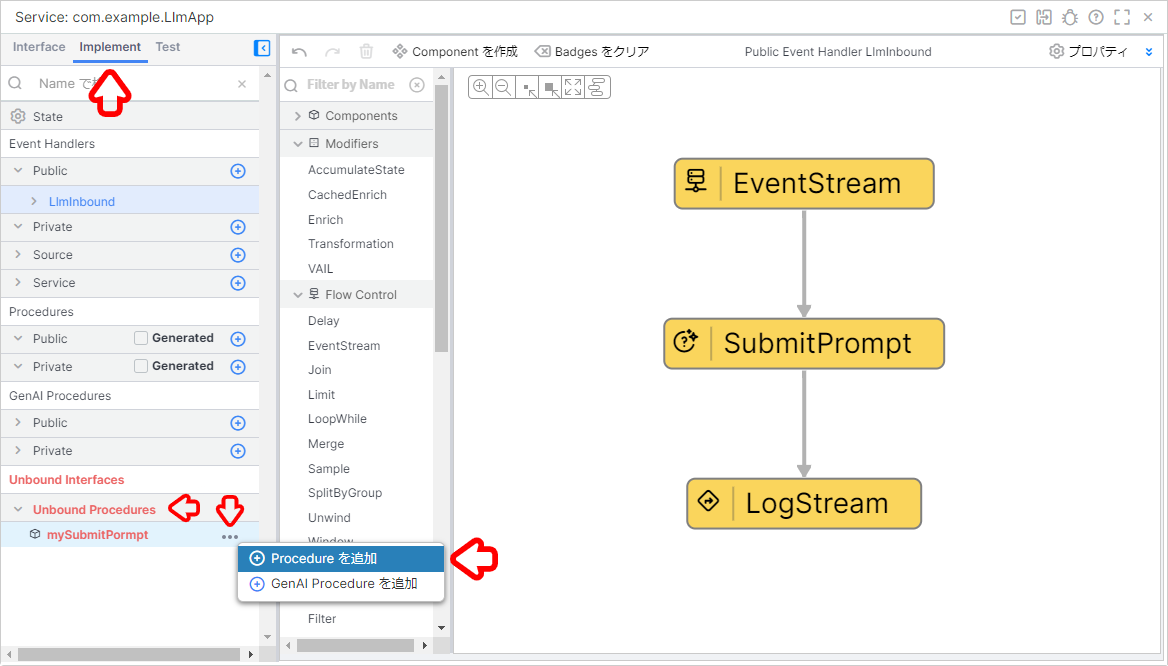 Service: com.example.LlmApp
Interface Implement Test
Component を作成 Badges をクリア Public Event Handler LlmInbound プロパティ
Name で
State
Event Handlers
Public
LlmInbound
Private
Source
Service
Procedures
Public Generated
Private Generated
GenAI Procedures
Public
Private
Unbound Interfaces
Unbound Procedures
mySubmitPormpt
Procedure を追加
GenAI Procedure を追加
Filter by Name
Components
Modifiers
AccumulateState
CachedEnrich
Enrich
Transformation
VAIL
Flow Control
Delay
EventStream
Join
Limit
LoopWhile
Merge
Sample
SplitByGroup
Unwind
Window
Filter
EventStream
SubmitPrompt
LogStream